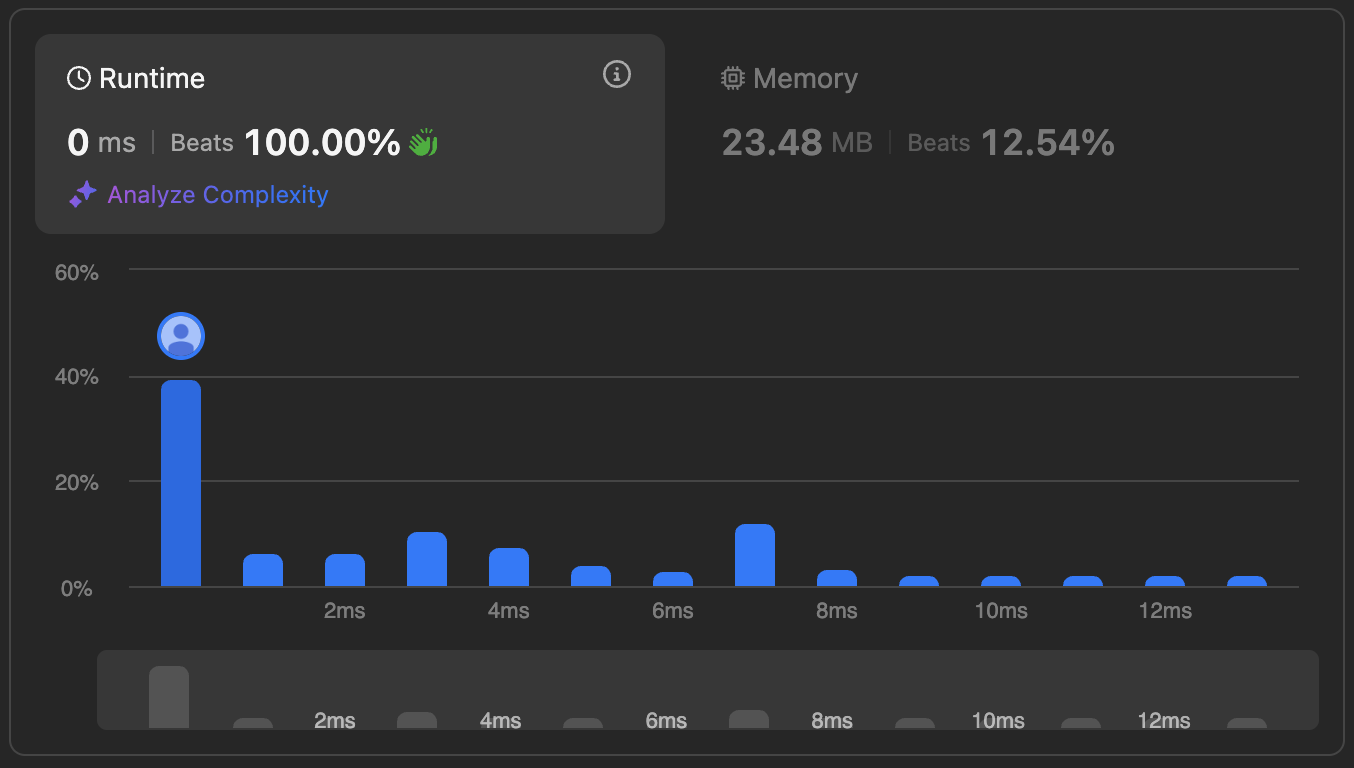 Runtime
0 ms | Beats 100.00%
Analyze Complexity
Memory
23.48 MB | Beats 12.54%
60%
40%
20%
0%
2ms 4ms 6ms 8ms 10ms 12ms
2ms 4ms 6ms 8ms 10ms 12ms